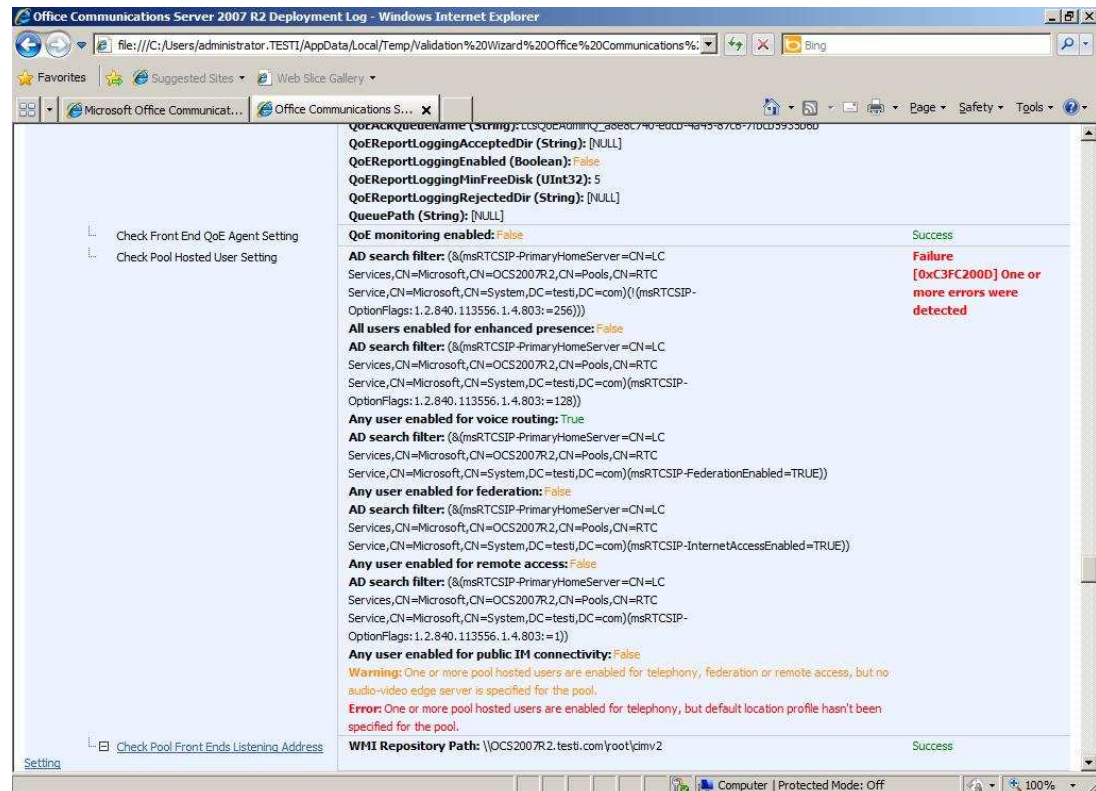 Office Communications Server 2007 R2 Deployment Log - Windows Internet Explorer
file:///C:/Users/administrator.TESTI/AppData/Local/Temp/Validation%20Wizard%20Office%20Communications%
Bing
Favorites
Suggested Sites
Web Slice Gallery
Microsoft Office Communicat...
Office Communications S...
Page
Safety
Tools
QoEReportLoggingAcceptedDir (String): [NULL]
QoEReportLoggingEnabled (Boolean): False
QoEReportLoggingMinFreeDisk (UInt32): 5
QoEReportLoggingRejectedDir (String): [NULL]
QueuePath (String): [NULL]
Check Front End QoE Agent Setting
QoE monitoring enabled: False
Success
Check Pool Hosted User Setting
AD search filter: (&(msRTCSIP-PrimaryHomeServer=CN=LC
Services,CN=Microsoft,CN=OCS2007R2,CN=Pools,CN=RTC
Service,CN=Microsoft,CN=System,DC=testi,DC=com)(!(msRTCSIP-
OptionFlags:1.2.840.113556.1.4.803:=256)))
Failure
[0xC3FC200D] One or
more errors were
detected
All users enabled for enhanced presence: False
AD search filter: (&(msRTCSIP-PrimaryHomeServer=CN=LC
Services,CN=Microsoft,CN=OCS2007R2,CN=Pools,CN=RTC
Service,CN=Microsoft,CN=System,DC=testi,DC=com)(msRTCSIP-
OptionFlags:1.2.840.113556.1.4.803:=128))
Any user enabled for voice routing: True
AD search filter: (&(msRTCSIP-PrimaryHomeServer=CN=LC
Services,CN=Microsoft,CN=OCS2007R2,CN=Pools,CN=RTC
Service,CN=Microsoft,CN=System,DC=testi,DC=com)(msRTCSIP-FederationEnabled=TRUE))
Any user enabled for federation: False
AD search filter: (&(msRTCSIP-PrimaryHomeServer=CN=LC
Services,CN=Microsoft,CN=OCS2007R2,CN=Pools,CN=RTC
Service,CN=Microsoft,CN=System,DC=testi,DC=com)(msRTCSIP-InternetAccessEnabled=TRUE))
Any user enabled for remote access: False
AD search filter: (&(msRTCSIP-PrimaryHomeServer=CN=LC
Services,CN=Microsoft,CN=OCS2007R2,CN=Pools,CN=RTC
Service,CN=Microsoft,CN=System,DC=testi,DC=com)(msRTCSIP-
OptionFlags:1.2.840.113556.1.4.803:=1))
Any user enabled for public IM connectivity: False
Warning: One or more pool hosted users are enabled for telephony, federation or remote access, but no
audio-video edge server is specified for the pool.
Error: One or more pool hosted users are enabled for telephony, but default location profile hasn't been
specified for the pool.
Check Pool Front Ends Listening Address
Setting
WMI Repository Path: \\OCS2007R2.testi.com\root\cimv2
Success
Computer | Protected Mode: Off
100%